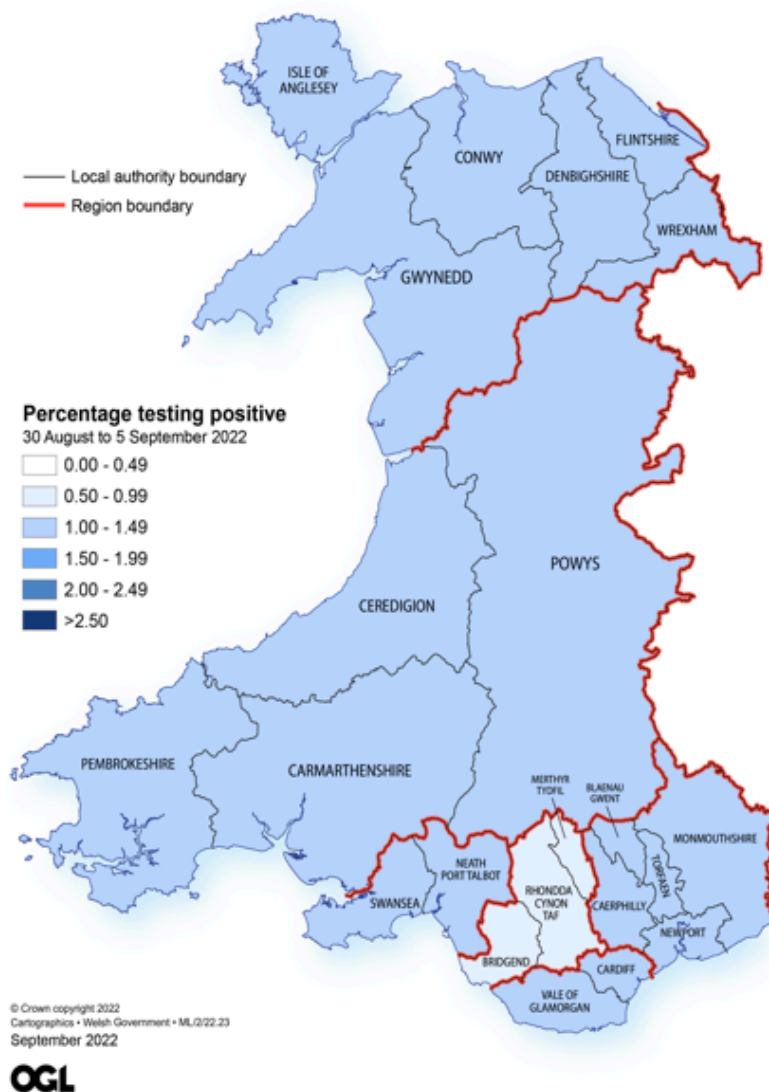 ISLE OF
ANGLESEY
FLINTSHIRE
CONWY
DENBIGHSHIRE
Local authority boundary
Region boundary
WREXHAM
GWYNEDD
Percentage testing positive
30 August to 5 September 2022
0.00 - 0.49
0.50 - 0.99
1.00 - 1.49
1.50 - 1.99
2.00 - 2.49
>2.50
POWYS
CEREDIGION
PEMBROKESHIRE
CARMARTHENSHIRE
MERTHYR
TYDFIL
BLAENAU
GWENT
MONMOUTHSHIRE
NEATH
PORT TALBOT
TORFAEN
SWANSEA
RHONDDA
CYNON
TAF
CAERPHILLY
NEWPORT
BRIDGEND
CARDIFF
VALE OF
GLAMORGAN
© Crown copyright 2022
Cartographics • Welsh Government • ML/2/22.23
September 2022
OGL